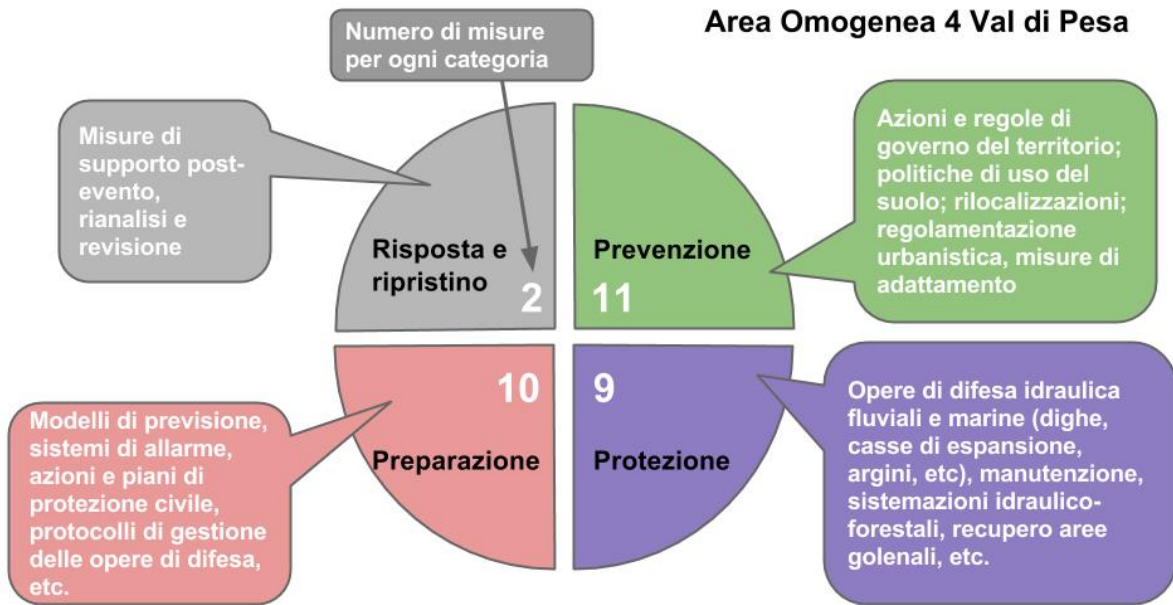 Area Omogenea 4 Val di Pesa
Numero di misure
per ogni categoria
Misure di
supporto post-
evento,
rianalisi e
revisione
Azioni e regole di
governo del territorio;
politiche di uso del
suolo; rilocalizzazioni;
regolamentazione
urbanistica, misure di
adattamento
Risposta e
ripristino
2
Prevenzione
11
10
Preparazione
9
Protezione
Modelli di previsione,
sistemi di allarme,
azioni e piani di
protezione civile,
protocolli di gestione
delle opere di difesa,
etc.
Opere di difesa idraulica
fluviali e marine (dighe,
casse di espansione,
argini, etc), manutenzione,
sistemazioni idraulico-
forestali, recupero aree
golenali, etc.